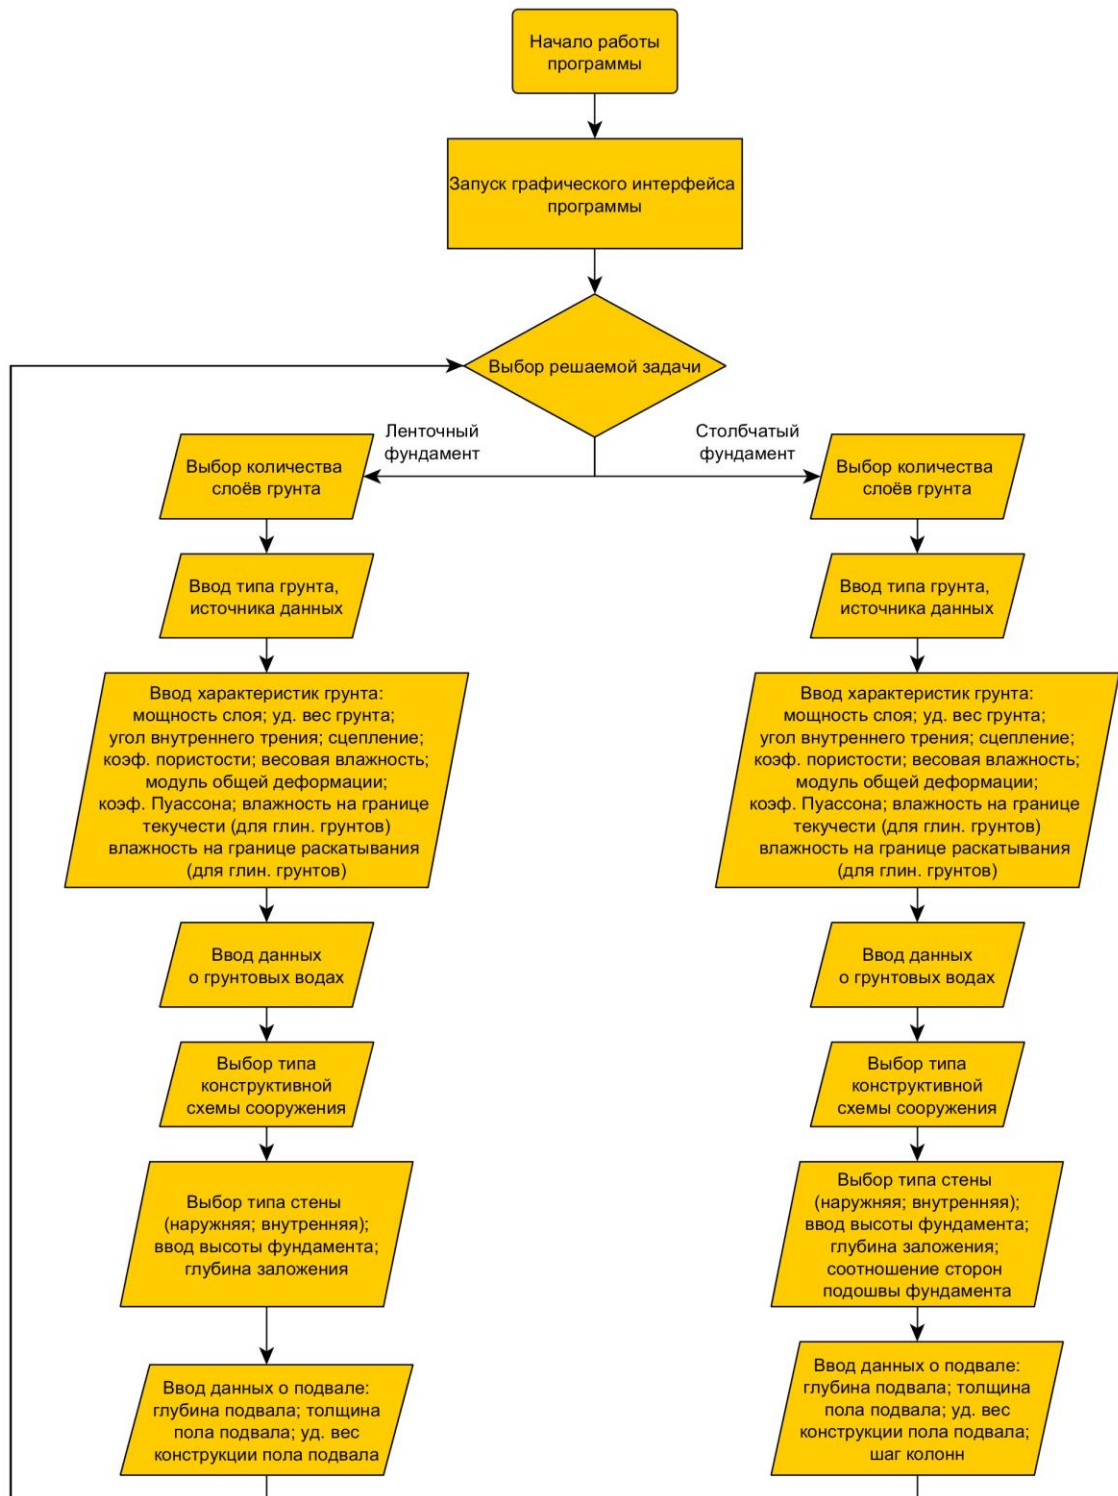 Начало работы
программы
Запуск графического интерфейса
программы
Выбор решаемой задачи
Ленточный
фундамент
Столбчатый
фундамент
Выбор количества
слоёв грунта
Ввод типа грунта,
источника данных
Ввод характеристик грунта:
мощность слоя; уд. вес грунта;
угол внутреннего трения; сцепление;
коэф. пористости; весовая влажность;
модуль общей деформации;
коэф. Пуассона; влажность на границе
текучести (для глин. грунтов)
влажность на границе раскатывания
(для глин. грунтов)
Ввод данных
о грунтовых водах
Выбор типа
конструктивной
схемы сооружения
Выбор типа стены
(наружняя; внутренняя);
ввод высоты фундамента;
глубина заложения
Ввод данных о подвале:
глубина подвала; толщина
пола подвала; уд. вес
конструкции пола подвала
Выбор количества
слоёв грунта
Ввод типа грунта,
источника данных
Ввод характеристик грунта:
мощность слоя; уд. вес грунта;
угол внутреннего трения; сцепление;
коэф. пористости; весовая влажность;
модуль общей деформации;
коэф. Пуассона; влажность на границе
текучести (для глин. грунтов)
влажность на границе раскатывания
(для глин. грунтов)
Ввод данных
о грунтовых водах
Выбор типа
конструктивной
схемы сооружения
Выбор типа стены
(наружняя; внутренняя);
ввод высоты фундамента;
глубина заложения;
соотношение сторон
подошвы фундамента
Ввод данных о подвале:
глубина подвала; толщина
пола подвала; уд. вес
конструкции пола подвала;
шаг колонн